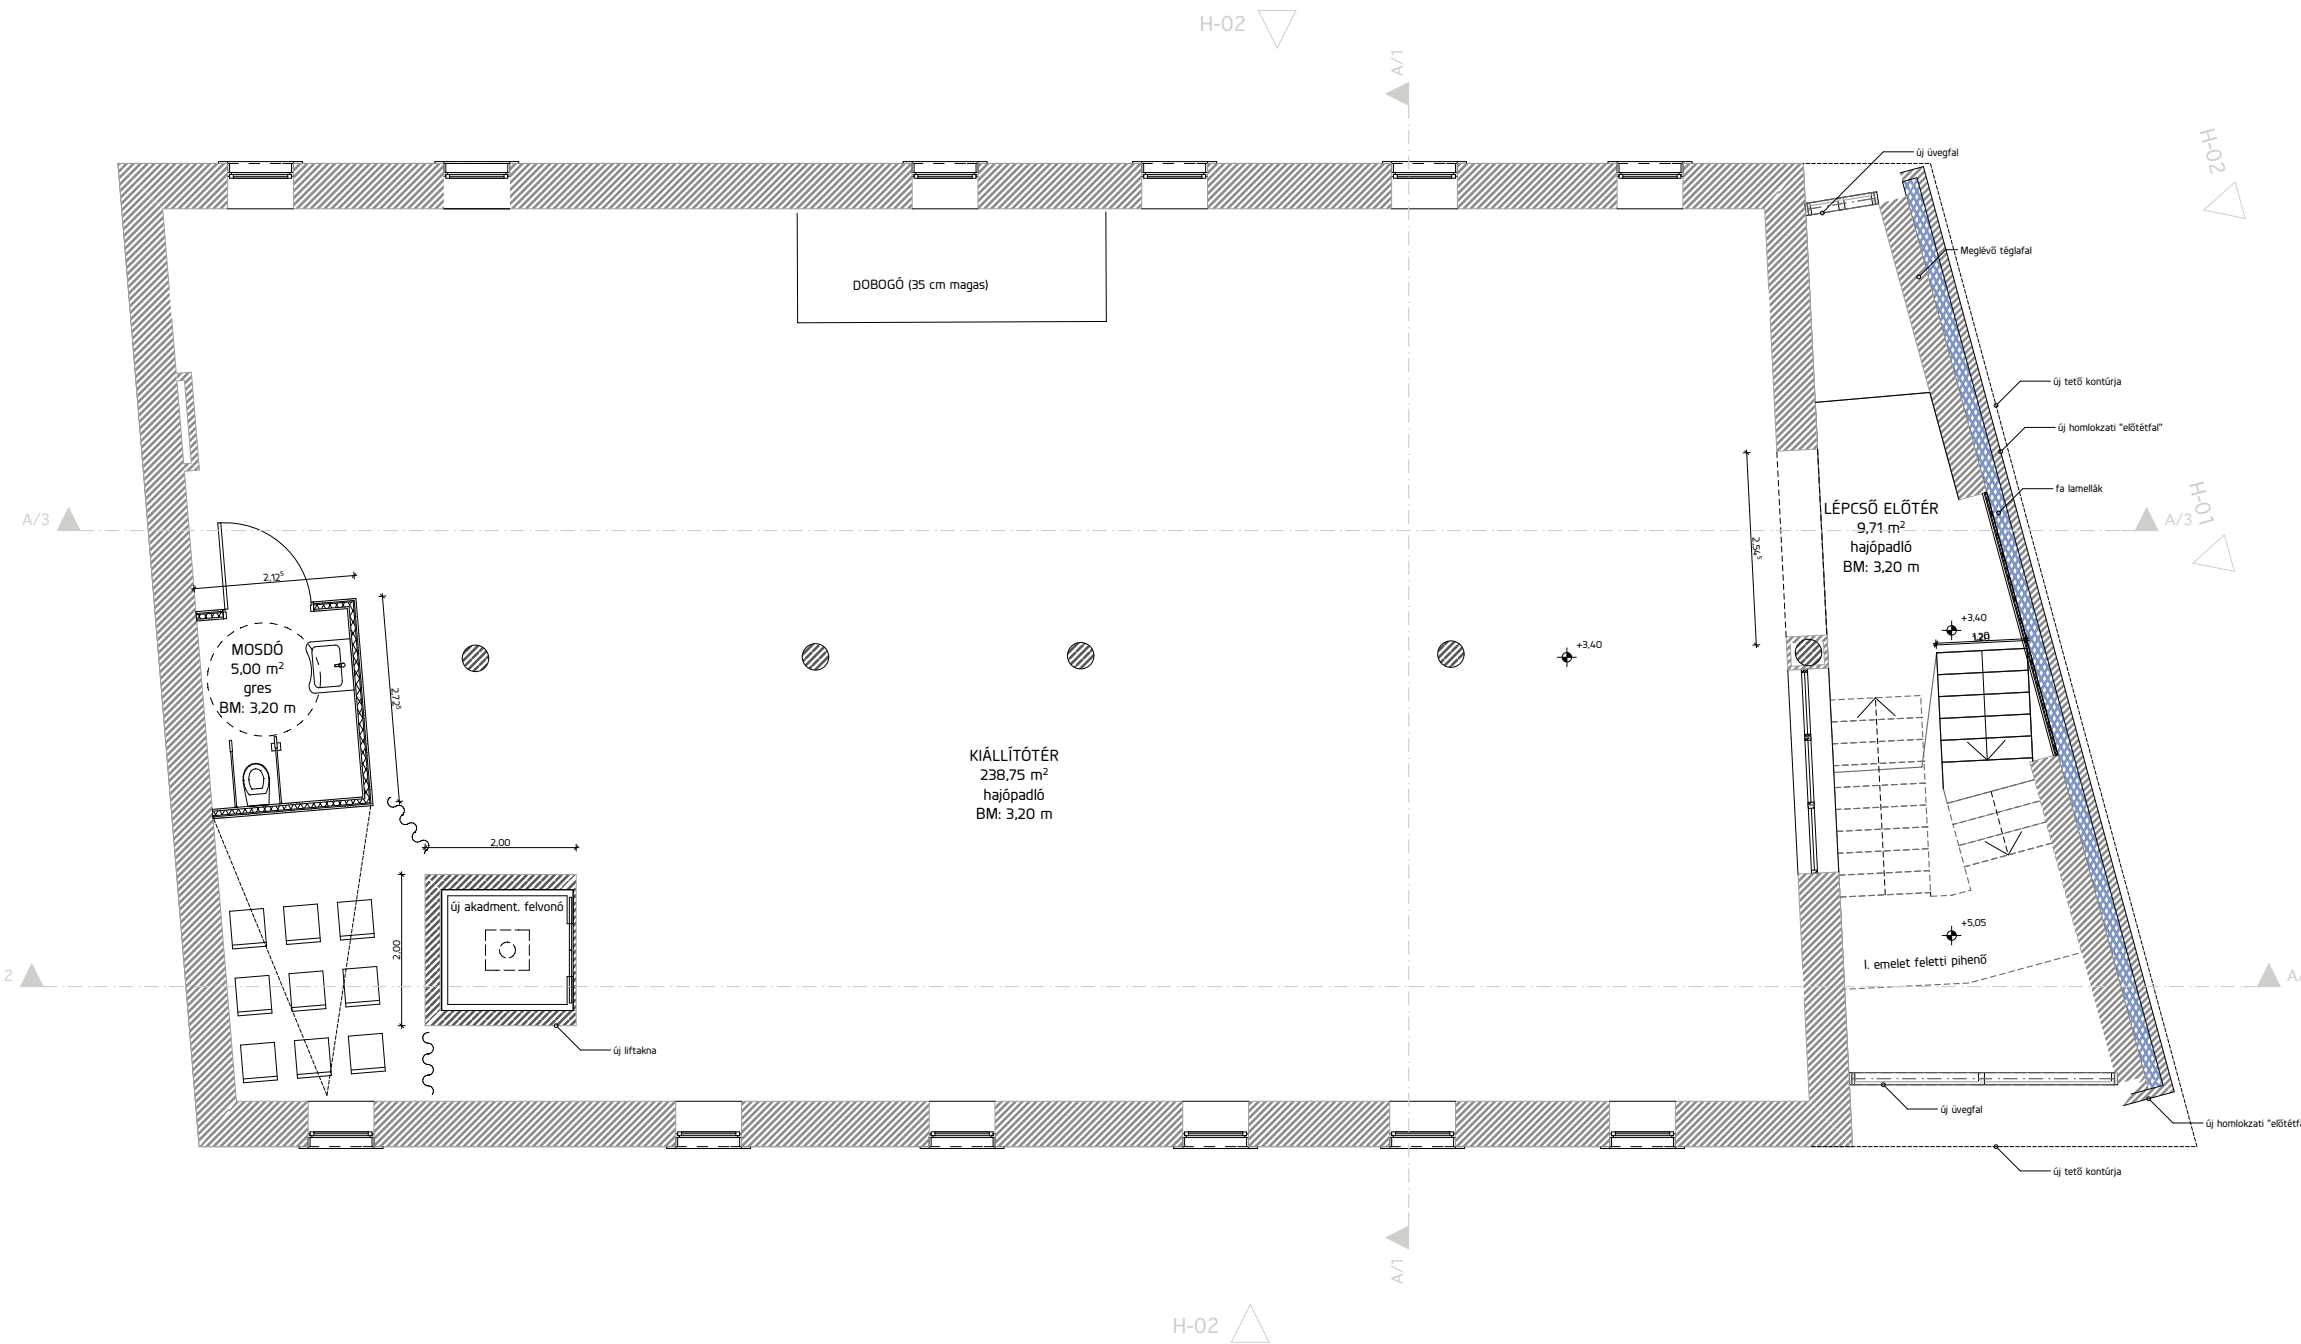 H-02
A/1
H-02
új üvegfal
Meglévő téglafal
DOBOGÓ (35 cm magas)
új tető kontúrja
új homlokzati "előtétfal"
fa lamellák
H-01
A/3
A/3
LÉPCSŐ ELŐTÉR
9,71 m²
hajópadló
BM: 3,20 m
2,54⁵
2,12⁵
+3,40
1,20
+3,40
MOSDÓ
5,00 m²
gres
BM: 3,20 m
2,72⁵
KIÁLLÍTÓTÉR
238,75 m²
hajópadló
BM: 3,20 m
2,00
új akadment. felvonó
2,00
+5,05
I. emelet feletti pihenő
2
A/
új liftakna
új üvegfal
új homlokzati "előtétf
új tető kontúrja
A/1
H-02